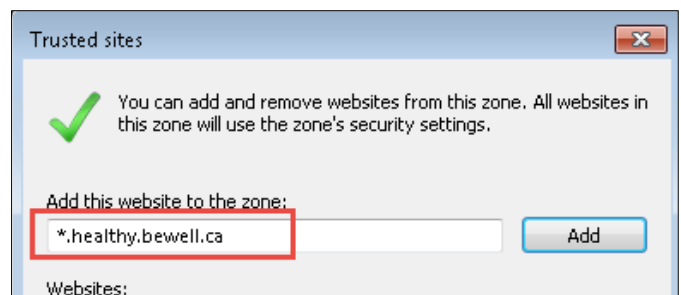 Trusted sites
You can add and remove websites from this zone. All websites in
this zone will use the zone's security settings.
Add this website to the zone:
*.healthy.bewell.ca
Add
Websites: